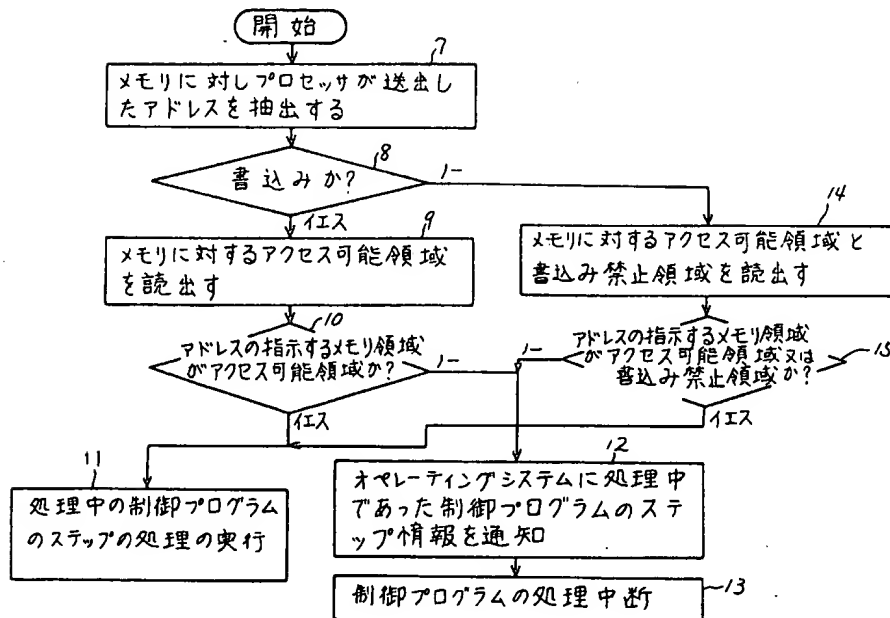 開始
7
メモリに対しプロセッサが送出し
たアドレスを抽出する
8
書込みか?
ノー
イエス
9
メモリに対するアクセス可能領域
を読出す
14
メモリに対するアクセス可能領域と
書込み禁止領域を読出す
10
アドレスの指示するメモリ領域
がアクセス可能領域か?
ノー
イエス
アドレスの指示するメモリ領域
がアクセス可能領域又は
書込み禁止領域か?
15
ノー
イエス
11
処理中の制御プログラム
のステップの処理の実行
12
オペレーティングシステムに処理中
であった制御プログラムのステ
ップ情報を通知
制御プログラムの処理中断
13